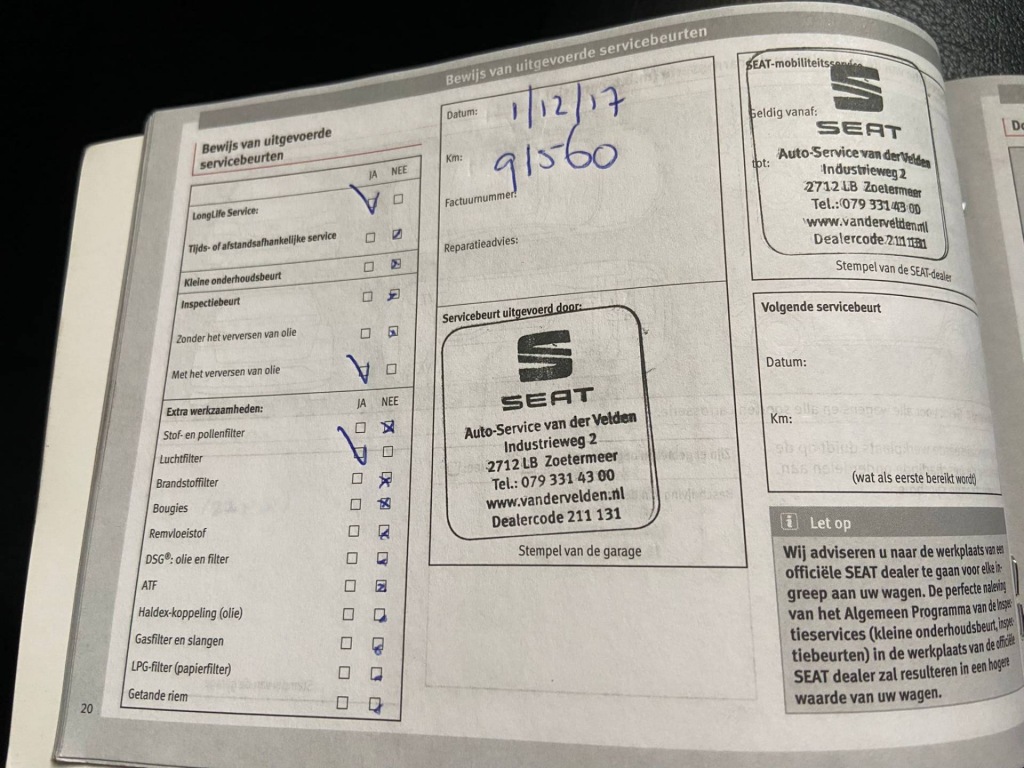 Bewijs van uitgevoerde servicebeurten
Bewijs van uitgevoerde
servicebeurten
JA NEE
LongLife Service:
Tijds- of afstandsafhankelijke service
Kleine onderhoudsbeurt
Inspectiebeurt
Zonder het verversen van olie
Met het verversen van olie
Extra werkzaamheden: JA NEE
Stof- en pollenfilter
Luchtfilter
Brandstoffilter
Bougies
Remvloeistof
DSG®: olie en filter
ATF
Haldex-koppeling (olie)
Gasfilter en slangen
LPG-filter (papierfilter)
Getande riem
20
Datum: 1/12/17
Km: 91560
Factuurnummer:
Reparatieadvies:
Servicebeurt uitgevoerd door:
SEAT
Auto-Service van der Velden
Industrieweg 2
2712 LB Zoetermeer
Tel.: 079 331 43 00
www.vandervelden.nl
Dealercode 211 131
Stempel van de garage
SEAT-mobiliteitsservice
Geldig vanaf:
SEAT
tot:
Auto-Service van der Velden
Industrieweg 2
2712 LB Zoetermeer
Tel.: 079 331 43 00
www.vandervelden.nl
Dealercode 211 131
Stempel van de SEAT-dealer
Volgende servicebeurt
Datum:
Km:
(wat als eerste bereikt wordt)
i Let op
Wij adviseren u naar de werkplaats van een
officiële SEAT dealer te gaan voor elke in-
greep aan uw wagen. De perfecte naleving
van het Algemeen Programma van de Inspec-
tieservices (kleine onderhoudsbeurt, inspec-
tiebeurten) in de werkplaats van de officiële
SEAT dealer zal resulteren in een hogere
waarde van uw wagen.